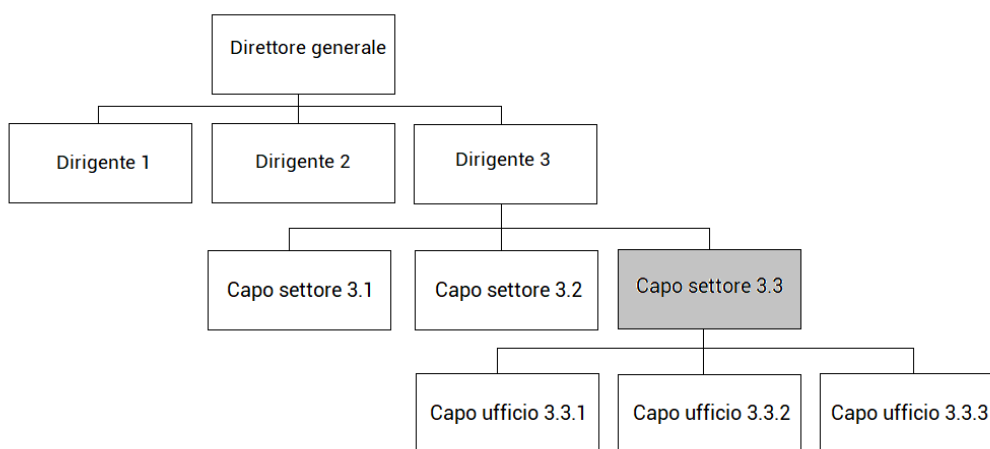 Direttore generale
Dirigente 1
Dirigente 2
Dirigente 3
Capo settore 3.1
Capo settore 3.2
Capo settore 3.3
Capo ufficio 3.3.1
Capo ufficio 3.3.2
Capo ufficio 3.3.3